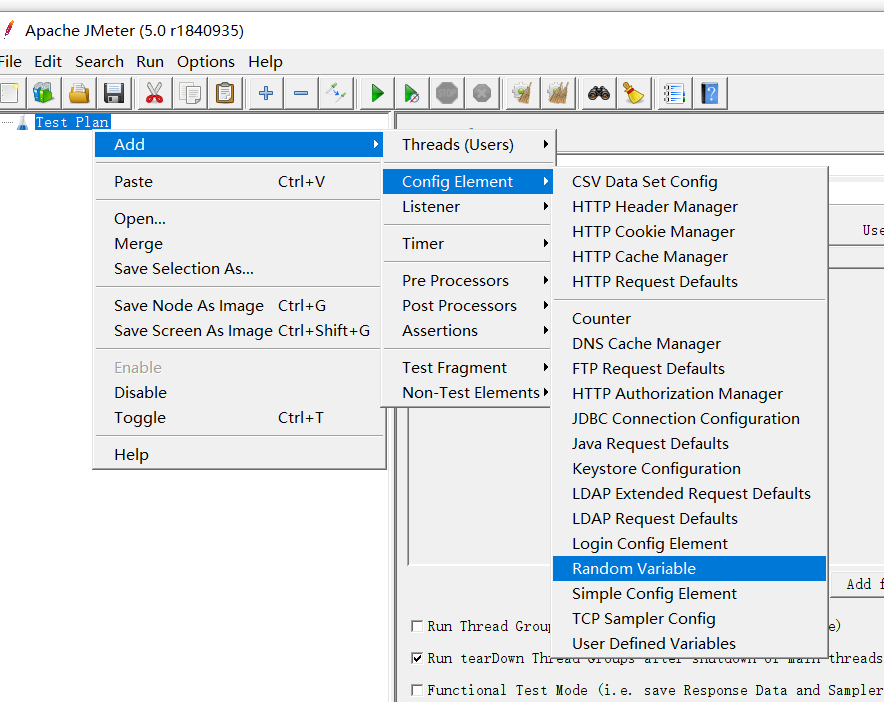 Apache JMeter (5.0 r1840935)
File Edit Search Run Options Help
STOP
?
Test Plan
Add
Paste Ctrl+V
Open...
Merge
Save Selection As...
Save Node As Image Ctrl+G
Save Screen As Image Ctrl+Shift+G
Enable
Disable
Toggle Ctrl+T
Help
Threads (Users)
Config Element
Listener
Timer
Pre Processors
Post Processors
Assertions
Test Fragment
Non-Test Elements
CSV Data Set Config
HTTP Header Manager
HTTP Cookie Manager
HTTP Cache Manager
HTTP Request Defaults
Counter
DNS Cache Manager
FTP Request Defaults
HTTP Authorization Manager
JDBC Connection Configuration
Java Request Defaults
Keystore Configuration
LDAP Extended Request Defaults
LDAP Request Defaults
Login Config Element
Random Variable
Simple Config Element
TCP Sampler Config
User Defined Variables
Use
Add f
Run Thread Group e)
Run tearDown Thread Groups after shutdown of main threads
Functional Test Mode (i.e. save Response Data and Sampler